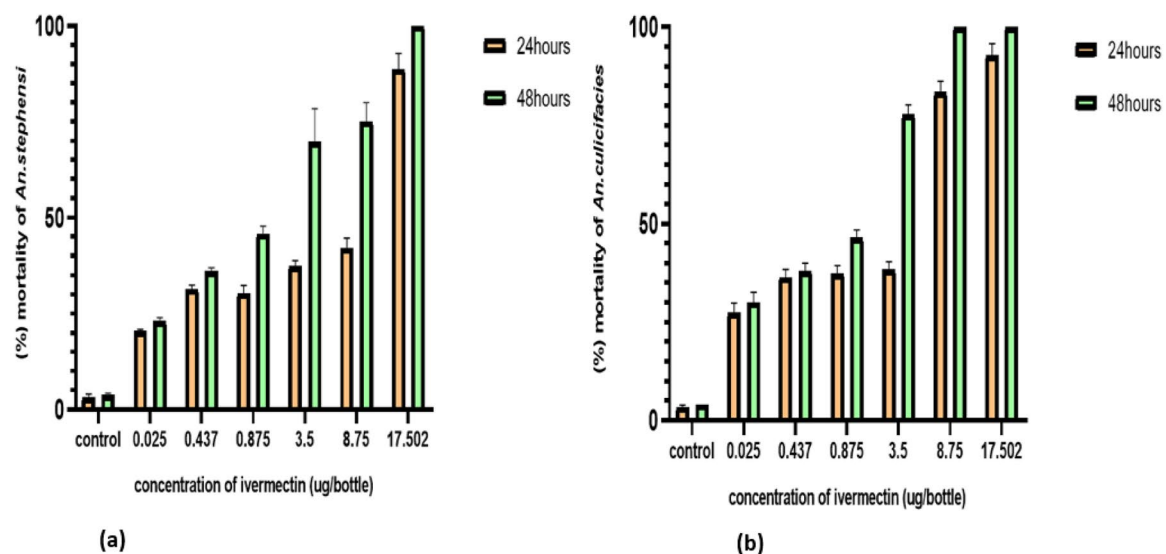 (%) mortality of An.stephensi
100
50
0
control 0.025 0.437 0.875 3.5 8.75 17.502
concentration of ivermectin (ug/bottle)
24hours
48hours
(a)
(%) mortality of An.culicifacies
100
50
0
control 0.025 0.437 0.875 3.5 8.75 17.502
concentration of ivermectin (ug/bottle)
24hours
48hours
(b)